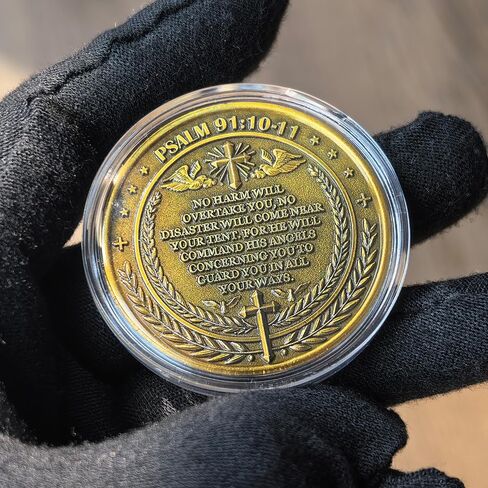 PSALM 91:10-11
NO HARM WILL
OVERTAKE YOU, NO
DISASTER WILL COME NEAR
YOUR TENT. FOR HE WILL
COMMAND HIS ANGELS
CONCERNING YOU TO
GUARD YOU IN ALL
YOUR WAYS.